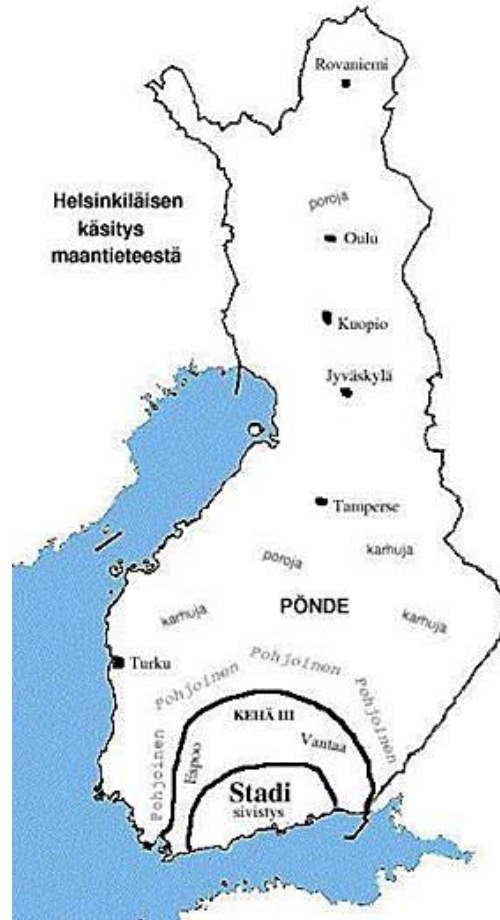 Rovaniemi
Helsinkiläisen
käsitys
maantieteestä
poroja
Oulu
Kuopio
Jyväskylä
Tamperse
poroja
karhuja
karhuja
PÖNDE
karhuja
Turku
Pohjoinen
Pohjoinen
Pohjoinen
Pohjoinen
KEHÄ III
Vantaa
Espoo
Stadi
sivistys